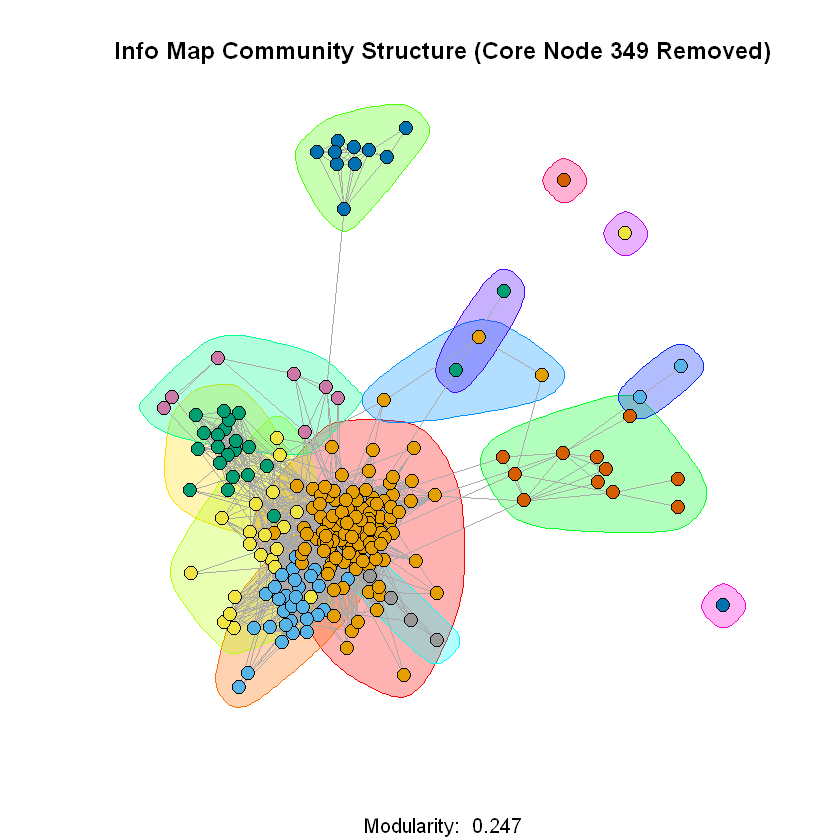 Info Map Community Structure (Core Node 349 Removed)
Modularity: 0.247